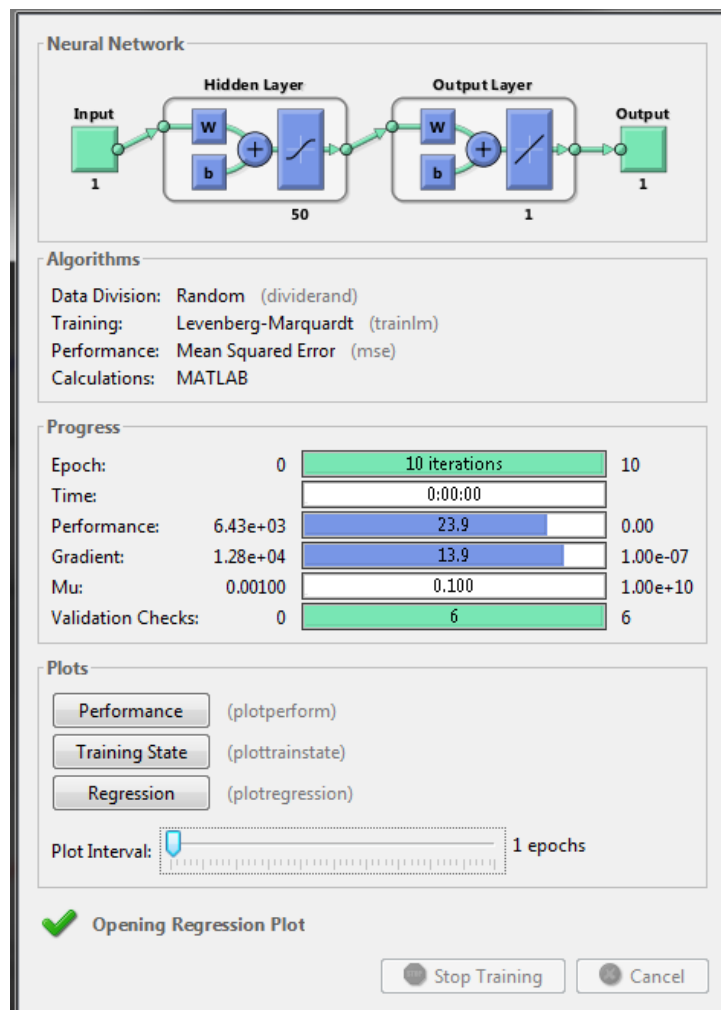 Neural Network
Hidden Layer Output Layer
Input Output
W W
b b
+ +
1 1
50 1
Algorithms
Data Division: Random (dividerand)
Training: Levenberg-Marquardt (trainlm)
Performance: Mean Squared Error (mse)
Calculations: MATLAB
Progress
Epoch: 0 10 iterations 10
Time: 0:00:00
Performance: 6.43e+03 23.9 0.00
Gradient: 1.28e+04 13.9 1.00e-07
Mu: 0.00100 0.100 1.00e+10
Validation Checks: 0 6 6
Plots
Performance (plotperform)
Training State (plottrainstate)
Regression (plotregression)
Plot Interval: 1 epochs
Opening Regression Plot
Stop Training Cancel